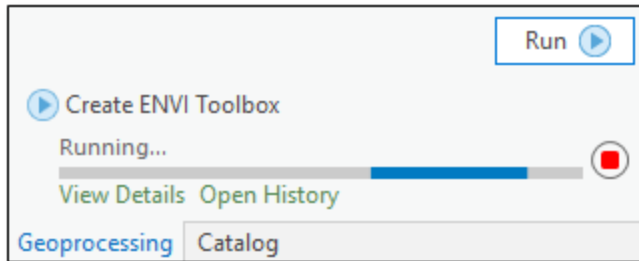 Run
Create ENVI Toolbox
Running...
View Details Open History
Geoprocessing Catalog